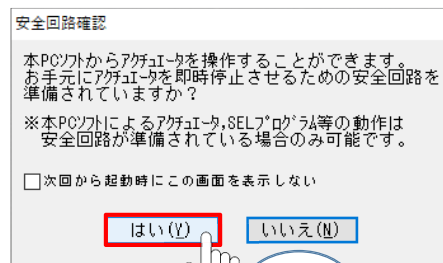 安全回路確認
本PCｿﾌﾄからｱｸﾁｭｴｰﾀを操作することができます。
お手元にｱｸﾁｭｴｰﾀを即時停止させるための安全回路を
準備されていますか？
※本PCｿﾌﾄによるｱｸﾁｭｴｰﾀ,SELﾌﾟﾛｸﾞﾗﾑ等の動作は
安全回路が準備されている場合のみ可能です。
次回から起動時にこの画面を表示しない
はい(Y) いいえ(N)